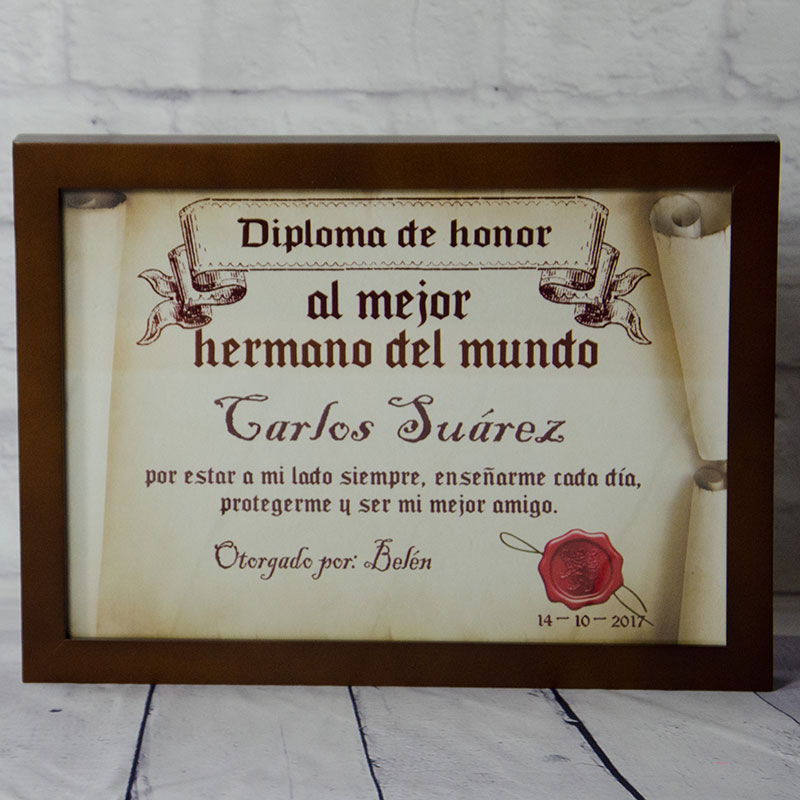 Diploma de honor
al mejor
hermano del mundo
Carlos Suárez
por estar a mi lado siempre, enseñarme cada día,
protegerme y ser mi mejor amigo.
Otorgado por: Belén
14 - 10 - 2017